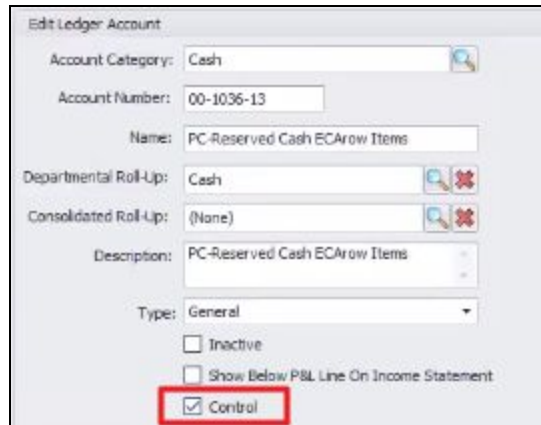 Edit Ledger Account
Account Category: Cash
Account Number: 00-1036-13
Name: PC-Reserved Cash ECArow Items
Departmental Roll-Up: Cash
Consolidated Roll-Up: (None)
Description: PC-Reserved Cash ECArow Items
Type: General
Inactive
Show Below P&L Line On Income Statement
Control